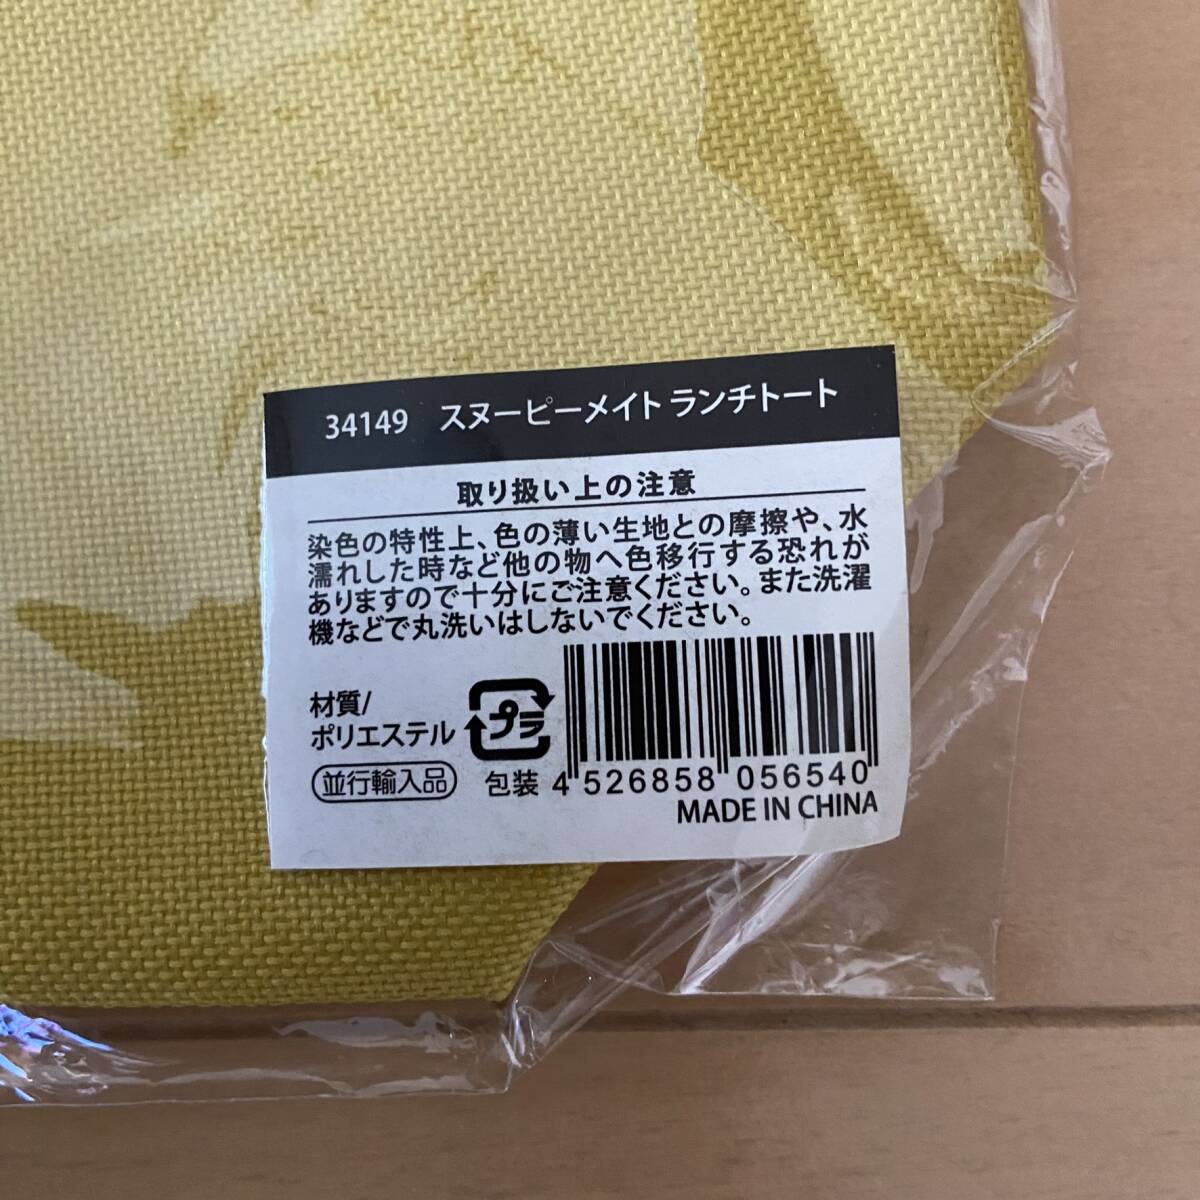 34149 スヌーピーメイト ランチトート
取り扱い上の注意
染色の特性上、色の薄い生地との摩擦や、水
濡れした時など他の物へ色移行する恐れが
ありますので十分にご注意ください。また洗濯
機などで丸洗いはしないでください。
材質/
ポリエステル
並行輸入品
プラ
包装
4 526858 056540
MADE IN CHINA